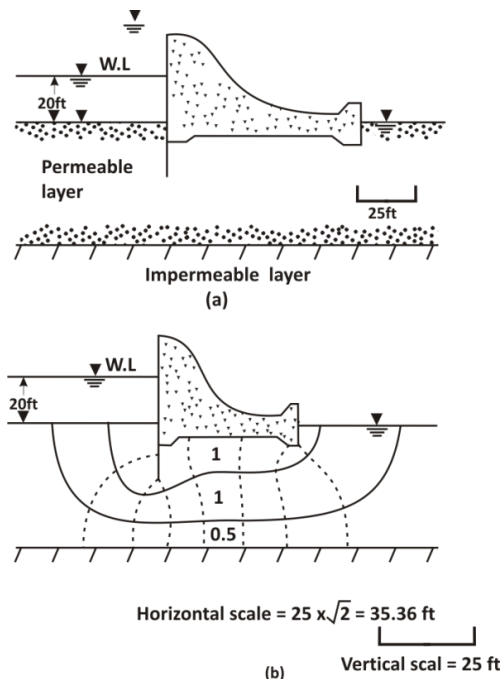 W.L
20ft
Permeable
layer
25ft
Impermeable layer
(a)
W.L
20ft
1
1
0.5
Horizontal scale = 25 x√2 = 35.36 ft
Vertical scal = 25 ft
(b)